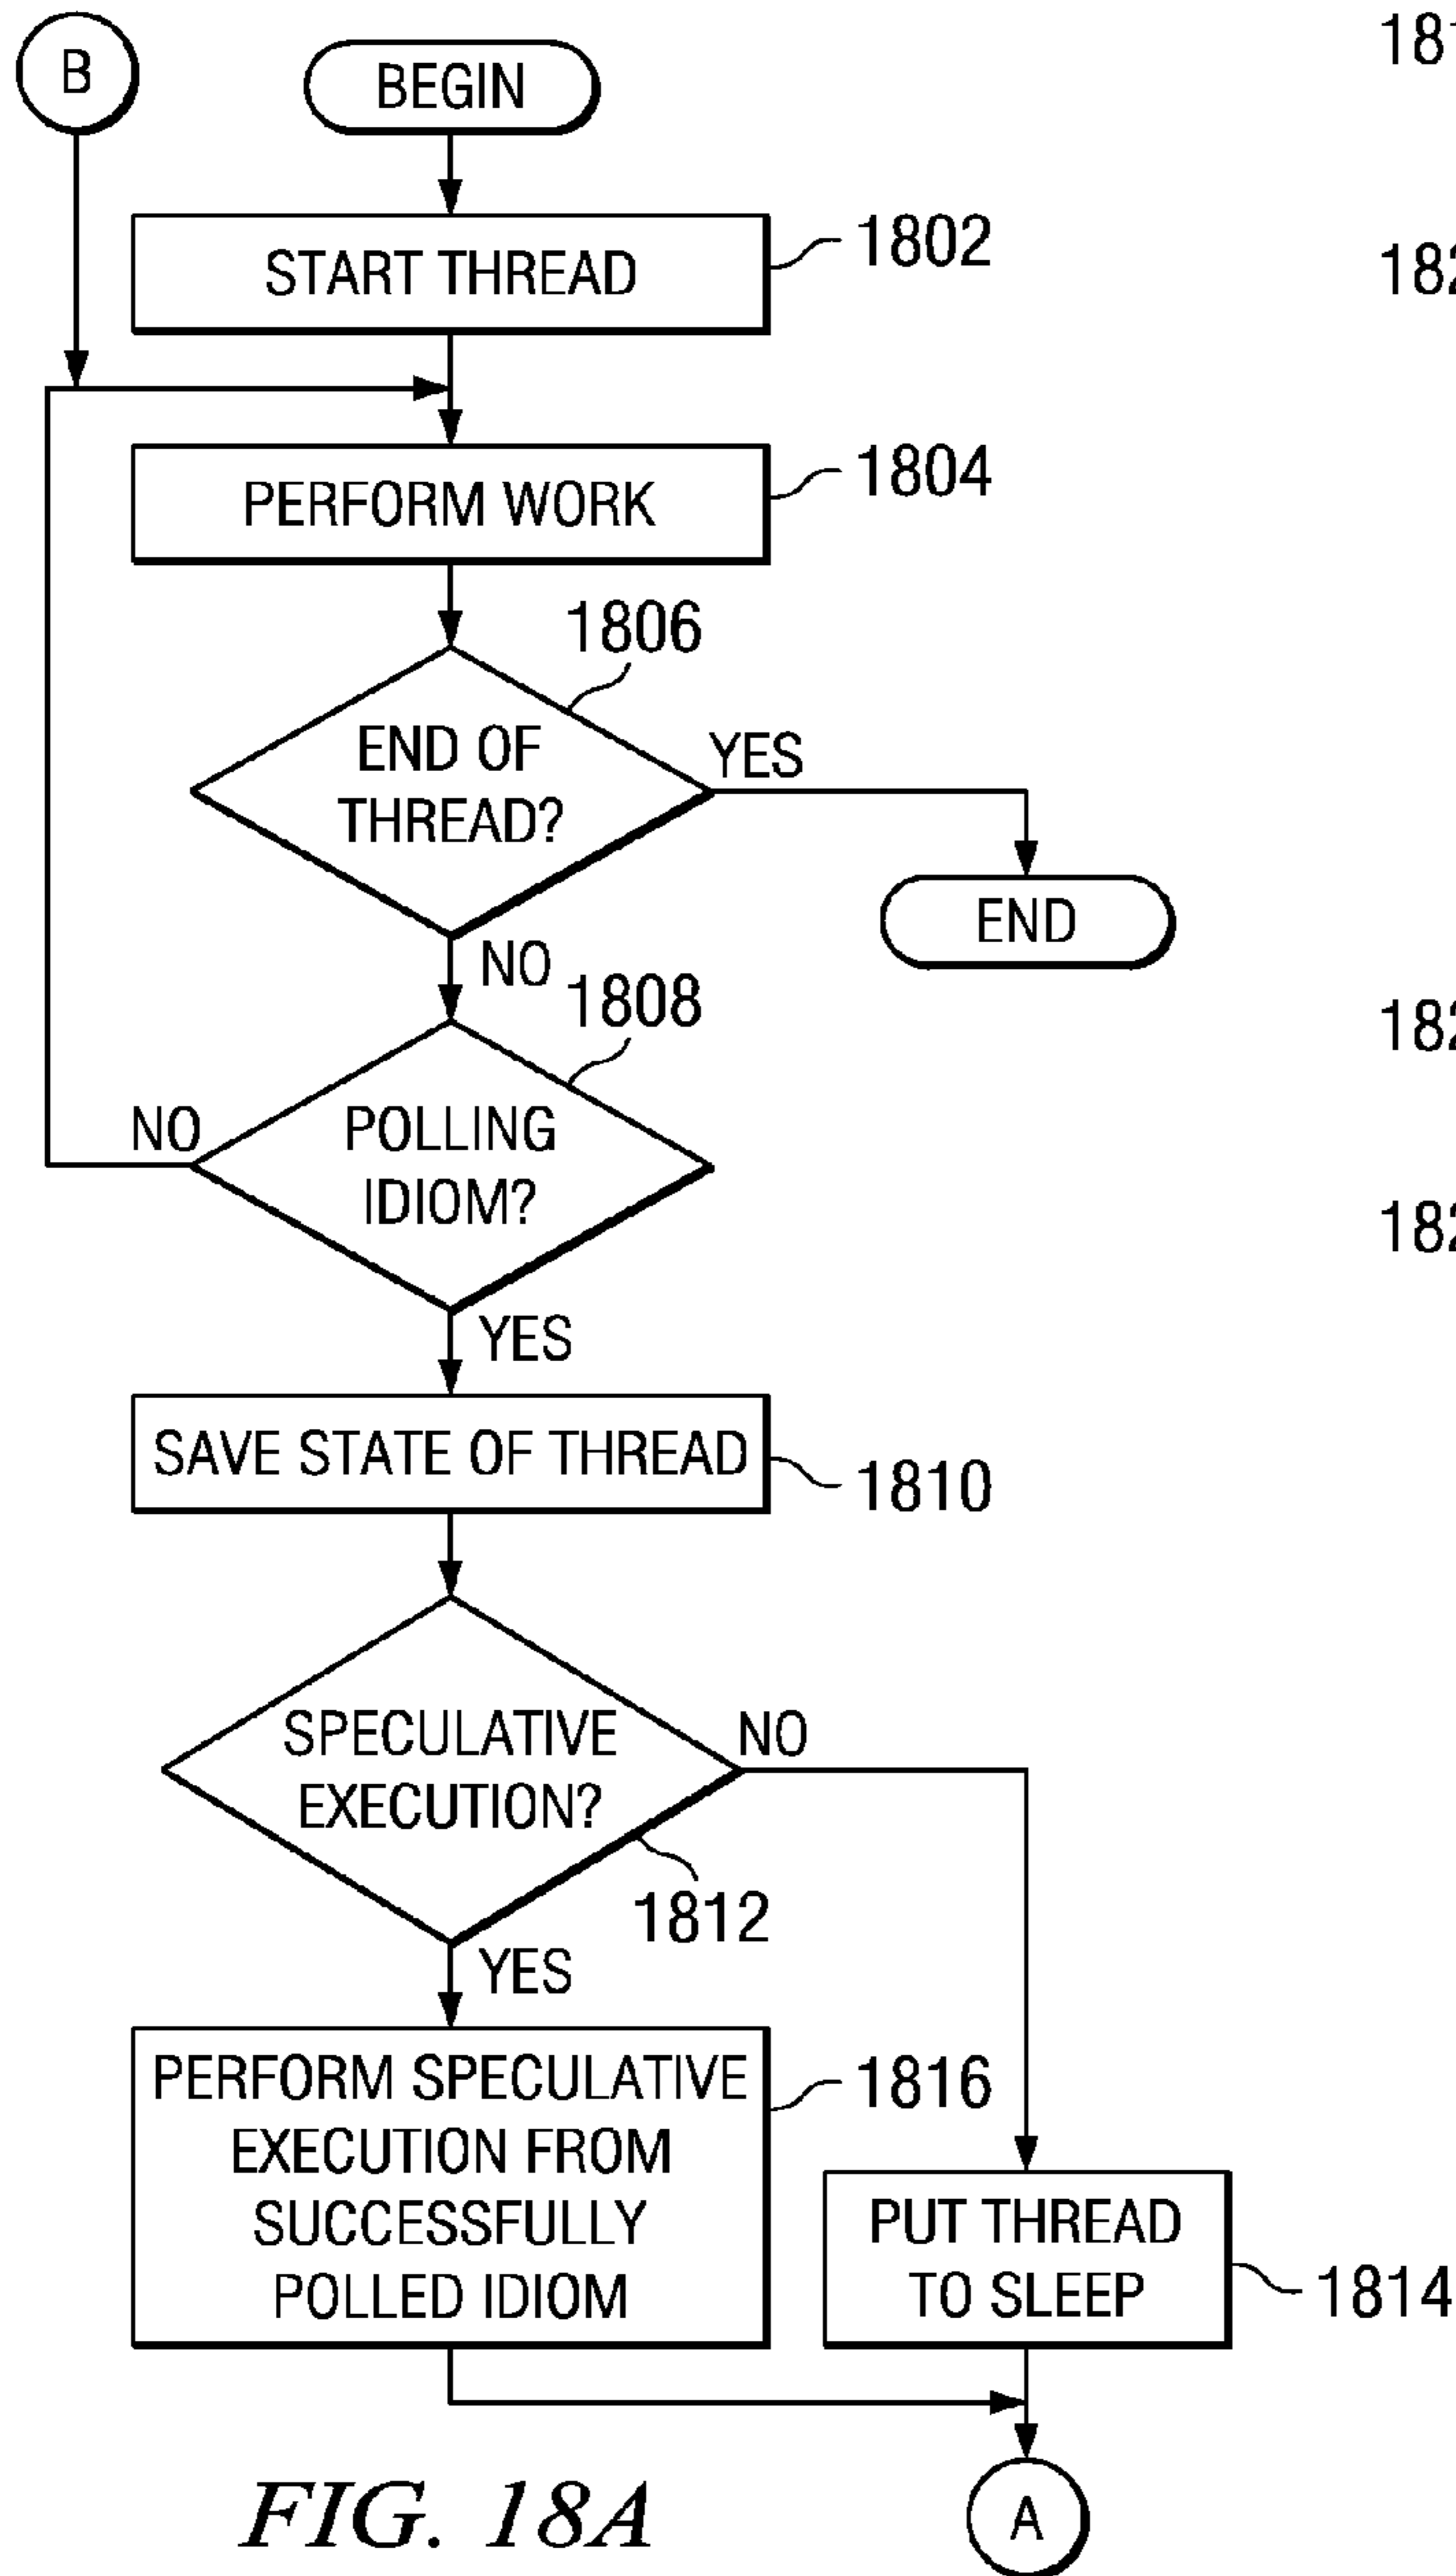 B
BEGIN
START THREAD
1802
PERFORM WORK
1804
1806
END OF
THREAD?
YES
END
NO
1808
NO
POLLING
IDIOM?
YES
SAVE STATE OF THREAD
1810
SPECULATIVE
EXECUTION?
NO
1812
YES
PERFORM SPECULATIVE
EXECUTION FROM
SUCCESSFULLY
POLLED IDIOM
1816
PUT THREAD
TO SLEEP
1814
A
FIG. 18A